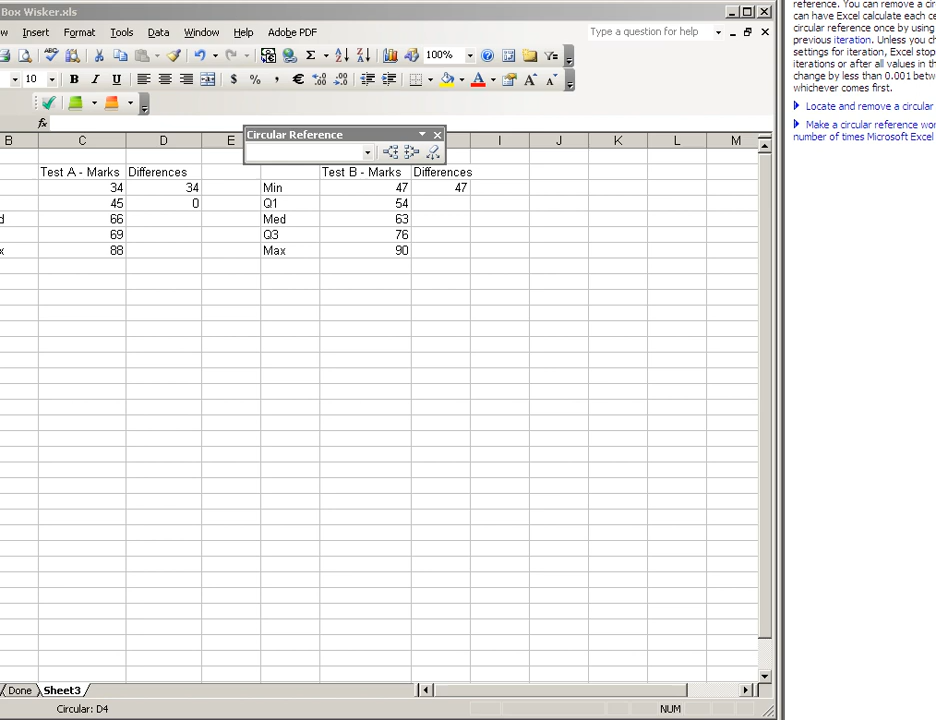 Box Wisker.xls
w Insert Format Tools Data Window Help Adobe PDF Type a question for help
ABC Σ A Z Z A 100% ?
10 B I U $ % , € .0 .00 .00 .0 A A A
fx
Circular Reference
B C D E I J K L M
Test A - Marks Differences Test B - Marks Differences
34 34 Min 47 47
45 0 Q1 54
d 66 Med 63
69 Q3 76
x 88 Max 90
Done Sheet3
Circular: D4 NUM
reference. You can remove a cir
can have Excel calculate each ce
circular reference once by using
previous iteration. Unless you ch
settings for iteration, Excel stop
iterations or after all values in th
change by less than 0.001 betw
whichever comes first.
Locate and remove a circular
Make a circular reference wor
number of times Microsoft Excel